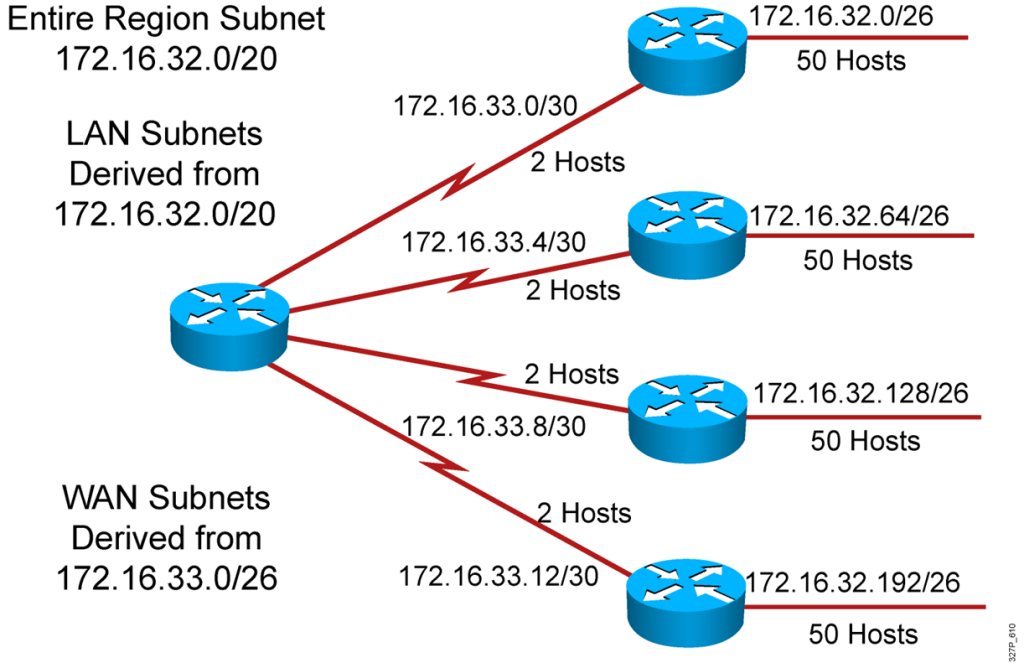 Entire Region Subnet
172.16.32.0/20
LAN Subnets
Derived from
172.16.32.0/20
172.16.32.0/26
50 Hosts
172.16.33.0/30
2 Hosts
172.16.32.64/26
50 Hosts
172.16.33.4/30
2 Hosts
2 Hosts
172.16.32.128/26
172.16.33.8/30
50 Hosts
WAN Subnets
Derived from
172.16.33.0/26
2 Hosts
172.16.33.12/30
172.16.32.192/26
50 Hosts
327P_610